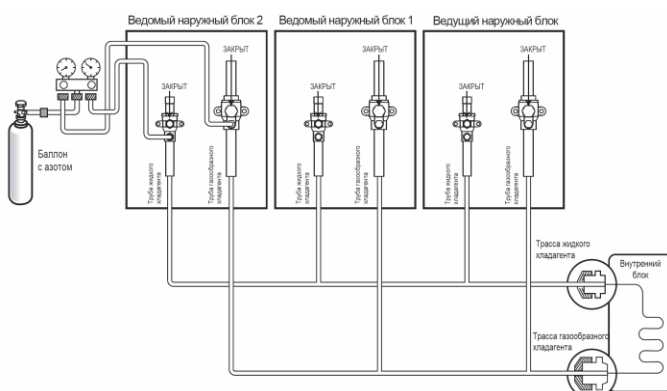 Ведомый наружный блок 2
Ведомый наружный блок 1
Ведущий наружный блок
ЗАКРЫТ
ЗАКРЫТ
ЗАКРЫТ
ЗАКРЫТ
ЗАКРЫТ
ЗАКРЫТ
Баллон
с азотом
Труба жидкого
хладагента
Труба газообразного
хладагента
Труба жидкого
хладагента
Труба газообразного
хладагента
Труба жидкого
хладагента
Труба газообразного
хладагента
Трасса жидкого
хладагента
Внутренний
блок
Трасса газообразного
хладагента